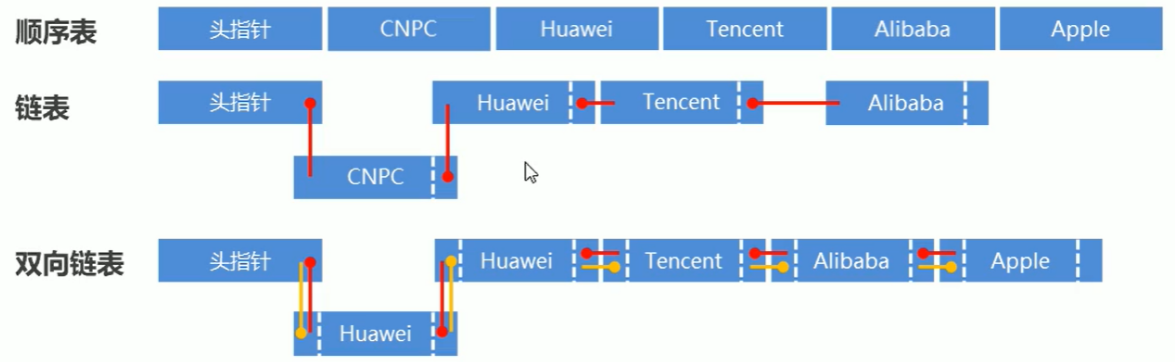 顺序表 头指针 CNPC Huawei Tencent Alibaba Apple
链表 头指针 Huawei Tencent Alibaba
CNPC
双向链表 头指针 Huawei Tencent Alibaba Apple
Huawei